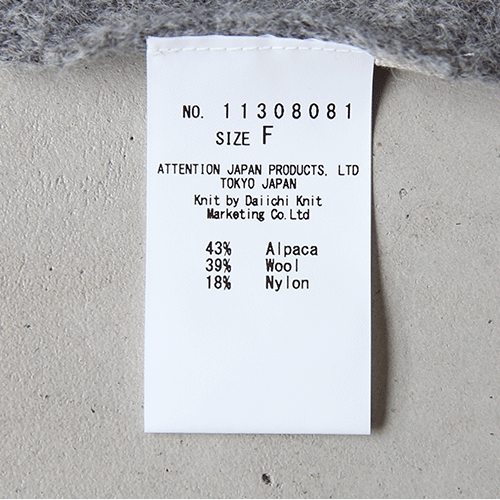 NO. 11308081
SIZE F
ATTENTION JAPAN PRODUCTS, LTD
TOKYO JAPAN
Knit by Daiichi Knit
Marketing Co.Ltd
43% Alpaca
39% Wool
18% Nylon